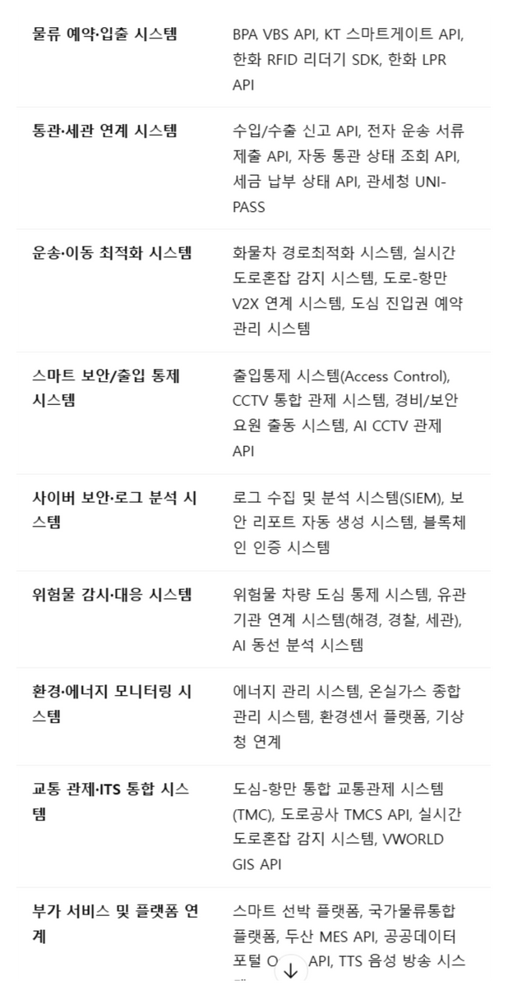 물류 예약·입출 시스템
BPA VBS API, KT 스마트게이트 API,
한화 RFID 리더기 SDK, 한화 LPR
API
통관·세관 연계 시스템
수입/수출 신고 API, 전자 운송 서류
제출 API, 자동 통관 상태 조회 API,
세금 납부 상태 API, 관세청 UNI-
PASS
운송·이동 최적화 시스템
화물차 경로최적화 시스템, 실시간
도로혼잡 감지 시스템, 도로-항만
V2X 연계 시스템, 도심 진입권 예약
관리 시스템
스마트 보안/출입 통제
시스템
출입통제 시스템(Access Control),
CCTV 통합 관제 시스템, 경비/보안
요원 출동 시스템, AI CCTV 관제
API
사이버 보안·로그 분석 시
스템
로그 수집 및 분석 시스템(SIEM), 보
안 리포트 자동 생성 시스템, 블록체
인 인증 시스템
위험물 감시·대응 시스템
위험물 차량 도심 통제 시스템, 유관
기관 연계 시스템(해경, 경찰, 세관),
AI 동선 분석 시스템
환경·에너지 모니터링 시
스템
에너지 관리 시스템, 온실가스 종합
관리 시스템, 환경센서 플랫폼, 기상
청 연계
교통 관제·ITS 통합 시스
템
도심-항만 통합 교통관제 시스템
(TMC), 도로공사 TMCS API, 실시간
도로혼잡 감지 시스템, VWORLD
GIS API
부가 서비스 및 플랫폼 연
계
스마트 선박 플랫폼, 국가물류통합
플랫폼, 두산 MES API, 공공데이터
포털 API, TTS 음성 방송 시스